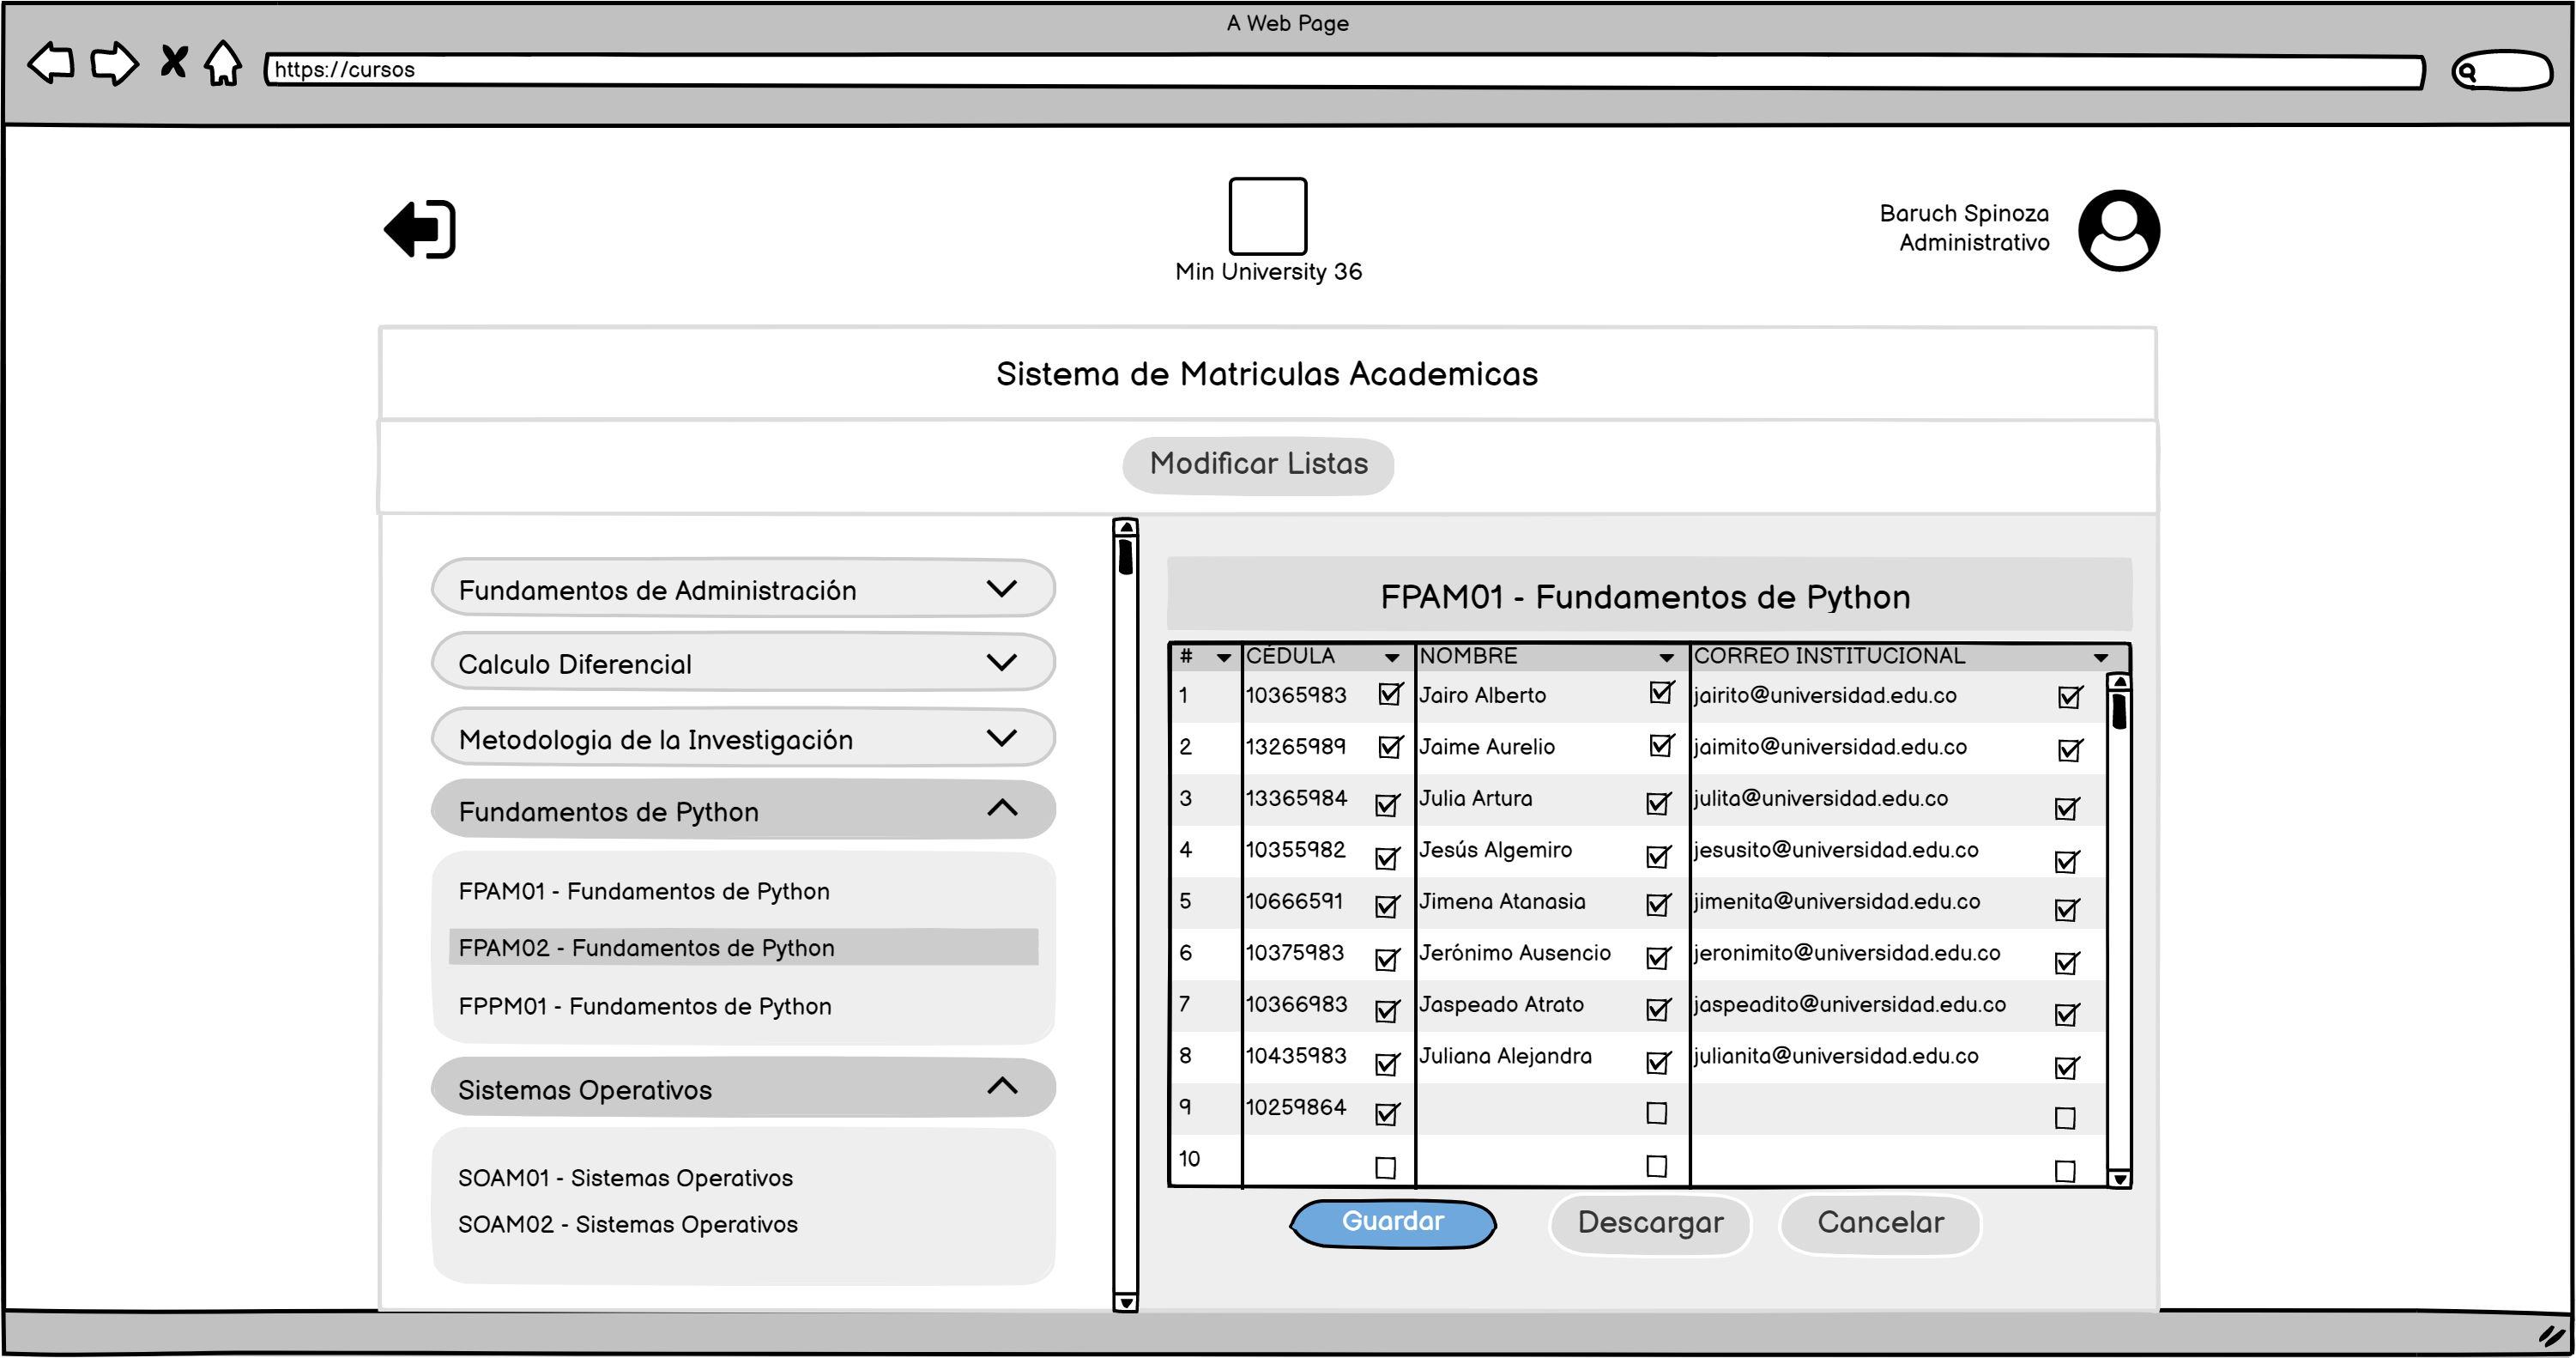 A Web Page
https://cursos
Baruch Spinoza
Administrativo
Min University 36
Sistema de Matriculas Academicas
Modificar Listas
Fundamentos de Administración
Calculo Diferencial
Metodologia de la Investigación
Fundamentos de Python
FPAM01 - Fundamentos de Python
FPAM02 - Fundamentos de Python
FPPM01 - Fundamentos de Python
Sistemas Operativos
SOAM01 - Sistemas Operativos
SOAM02 - Sistemas Operativos
FPAM01 - Fundamentos de Python
# CÉDULA NOMBRE CORREO INSTITUCIONAL
1 10365983 Jairo Alberto jairito@universidad.edu.co
2 13265989 Jaime Aurelio jaimito@universidad.edu.co
3 13365984 Julia Artura julita@universidad.edu.co
4 10355982 Jesús Algemiro jesusito@universidad.edu.co
5 10666591 Jimena Atanasia jimenita@universidad.edu.co
6 10375983 Jerónimo Ausencio jeronimito@universidad.edu.co
7 10366983 Jaspeado Atrato jaspeadito@universidad.edu.co
8 10435983 Juliana Alejandra julianita@universidad.edu.co
9 10259864
10
Guardar Descargar Cancelar